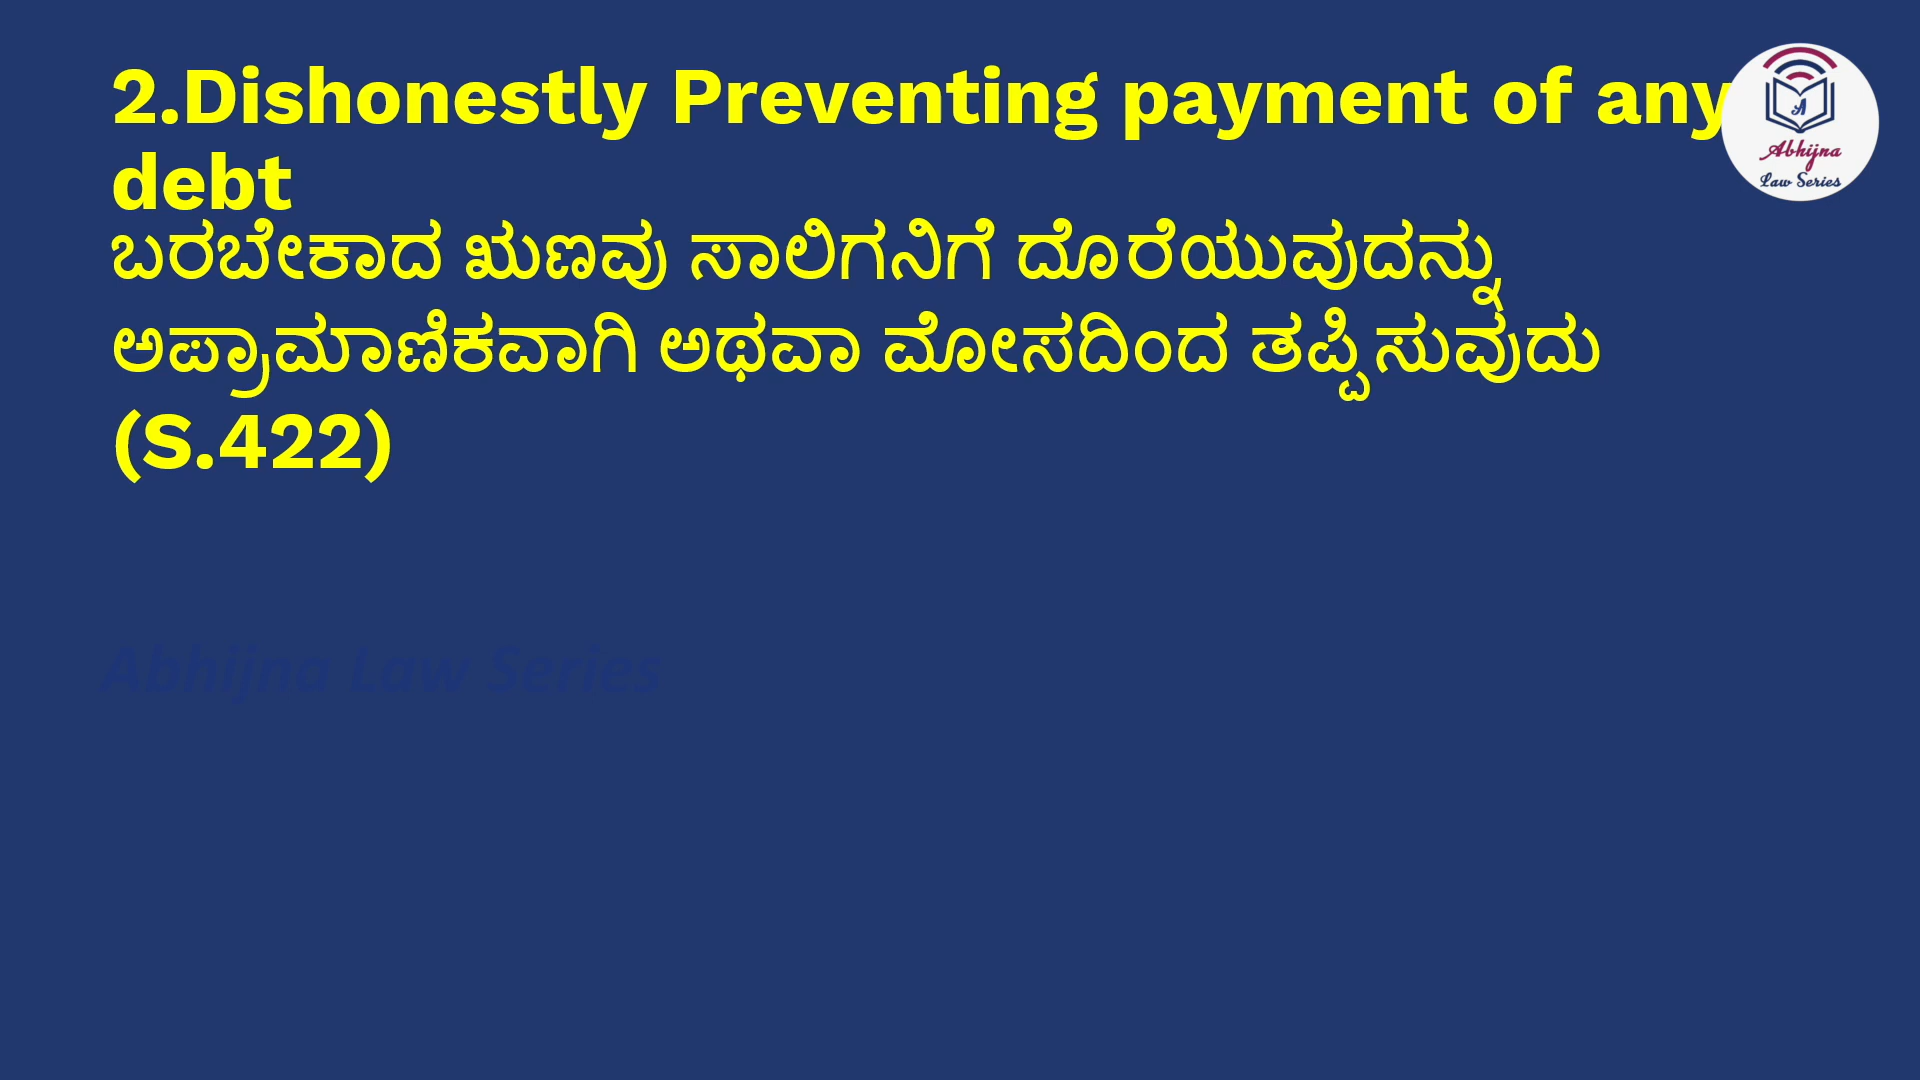 2.Dishonestly Preventing payment of any
debt
ಬರಬೇಕಾದ ಋಣವು ಸಾಲಿಗನಿಗೆ ದೊರೆಯುವುದನ್ನು
ಅಪ್ರಾಮಾಣಿಕವಾಗಿ ಅಥವಾ ಮೋಸದಿಂದ ತಪ್ಪಿಸುವುದು
(S.422)
A
Abhijna
Law Series
Abhijna Law Series